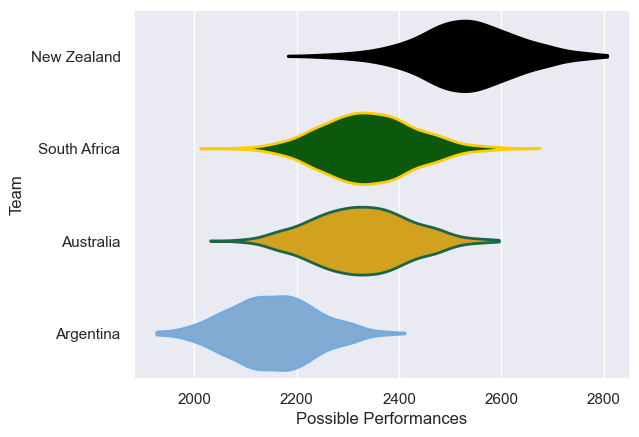 New Zealand
South Africa
Australia
Argentina
Team
2000 2200 2400 2600 2800
Possible Performances